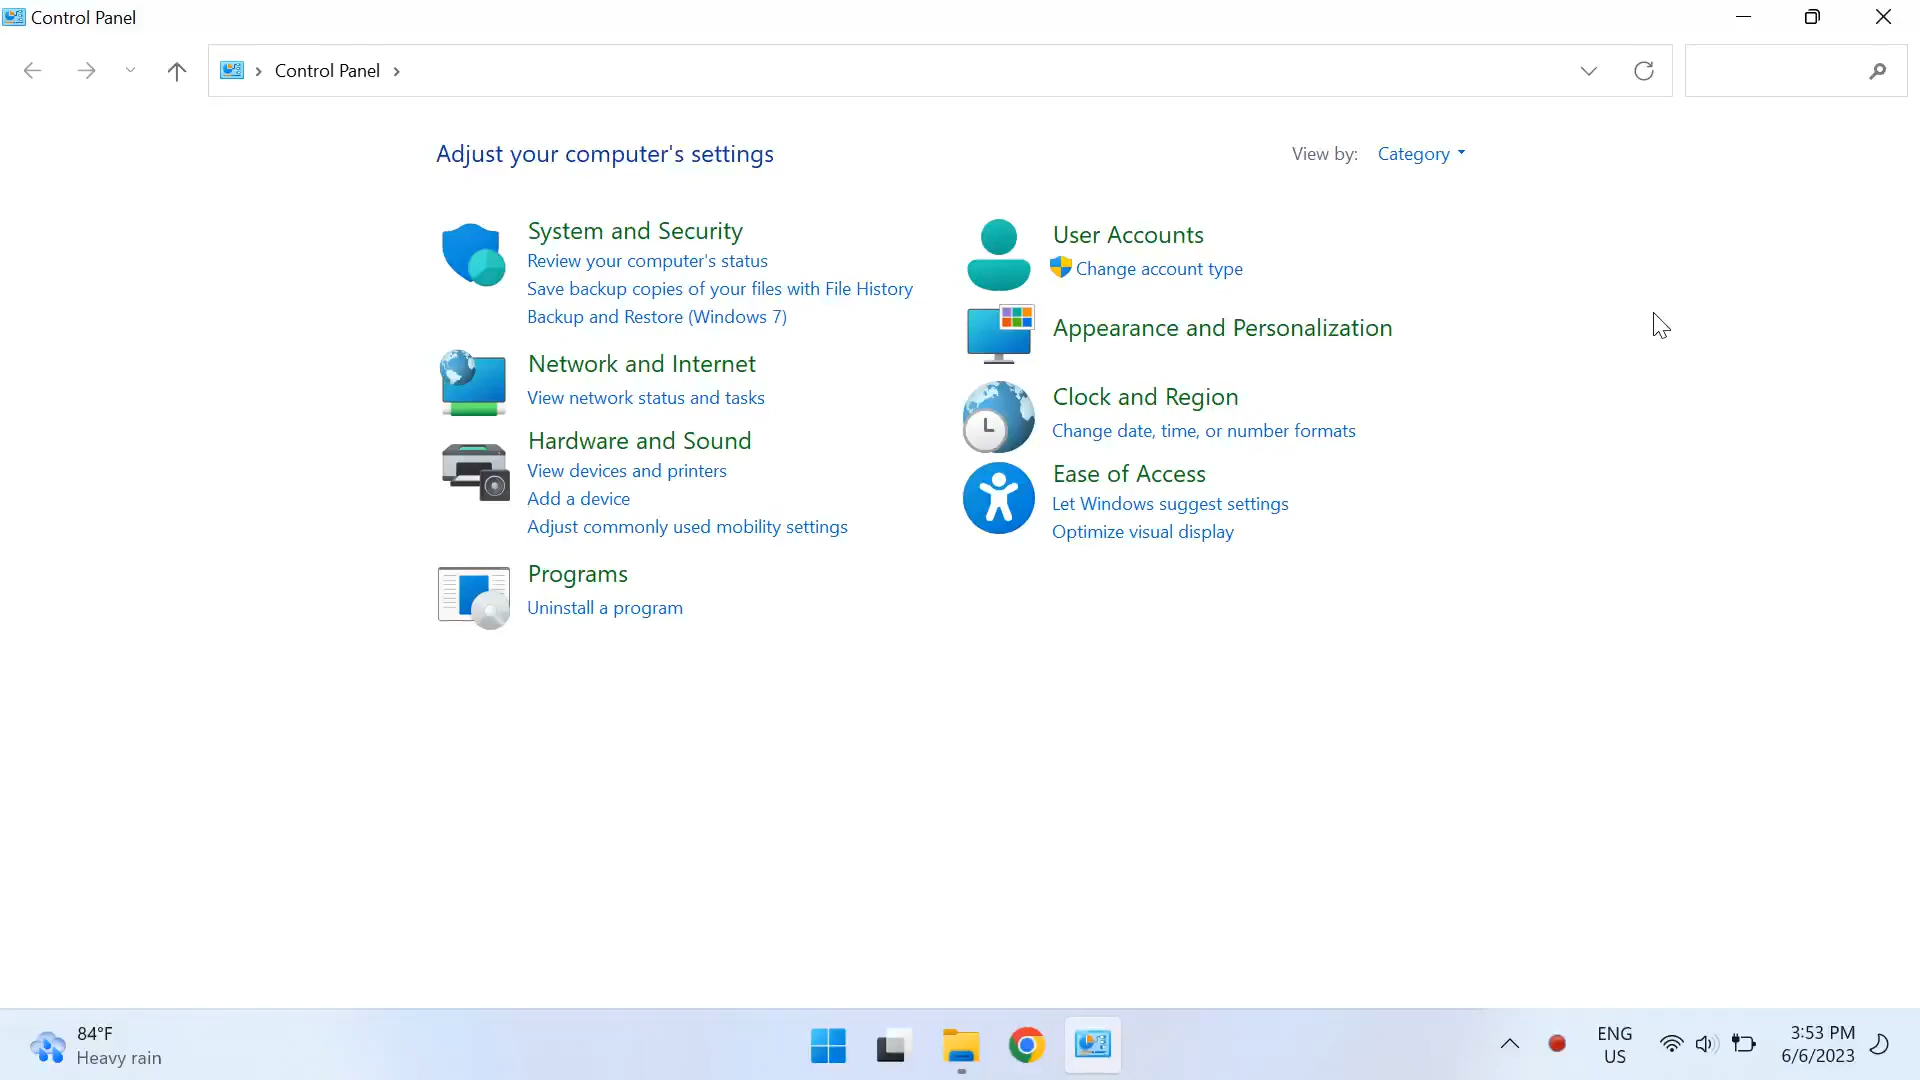 Control Panel
Control Panel
Adjust your computer's settings
View by: Category
System and Security
Review your computer's status
Save backup copies of your files with File History
Backup and Restore (Windows 7)
Network and Internet
View network status and tasks
Hardware and Sound
View devices and printers
Add a device
Adjust commonly used mobility settings
Programs
Uninstall a program
User Accounts
Change account type
Appearance and Personalization
Clock and Region
Change date, time, or number formats
Ease of Access
Let Windows suggest settings
Optimize visual display
84°F
Heavy rain
ENG
US
3:53 PM
6/6/2023